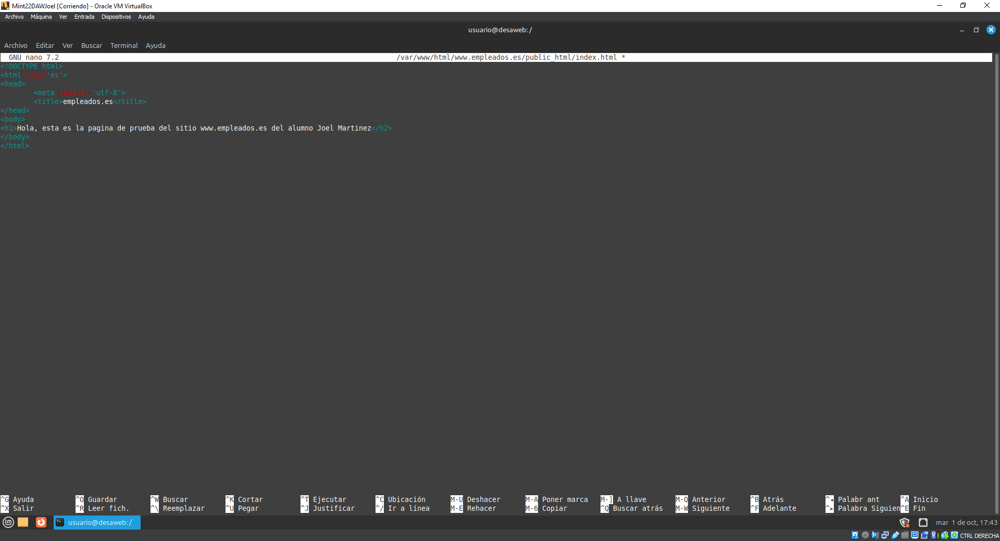 Mint22DAWJoel [Corriendo] - Oracle VM VirtualBox
Archivo Máquina Ver Entrada Dispositivos Ayuda
usuario@desaweb: /
Archivo Editar Ver Buscar Terminal Ayuda
GNU nano 7.2 /var/www/html/www.empleados.es/public_html/index.html *
<!DOCTYPE html>
<html lang='es'>
<head>
<meta charset='utf-8'>
<title>empleados.es</title>
</head>
<body>
<h1>Hola, esta es la pagina de prueba del sitio www.empleados.es del alumno Joel Martinez</h2>
</body>
</html>
^G Ayuda ^O Guardar ^W Buscar ^K Cortar ^T Ejecutar ^C Ubicación M-U Deshacer M-A Poner marca M-] A llave M-Q Anterior ^B Atrás ^◂ Palabr ant ^A Inicio
^X Salir ^R Leer fich. ^\ Reemplazar ^U Pegar ^J Justificar ^/ Ir a línea M-E Rehacer M-6 Copiar ^Q Buscar atrás M-W Siguiente ^F Adelante ^▸ Palabra Siguien ^E Fin
usuario@desaweb: / mar 1 de oct, 17:43
CTRL DERECHA